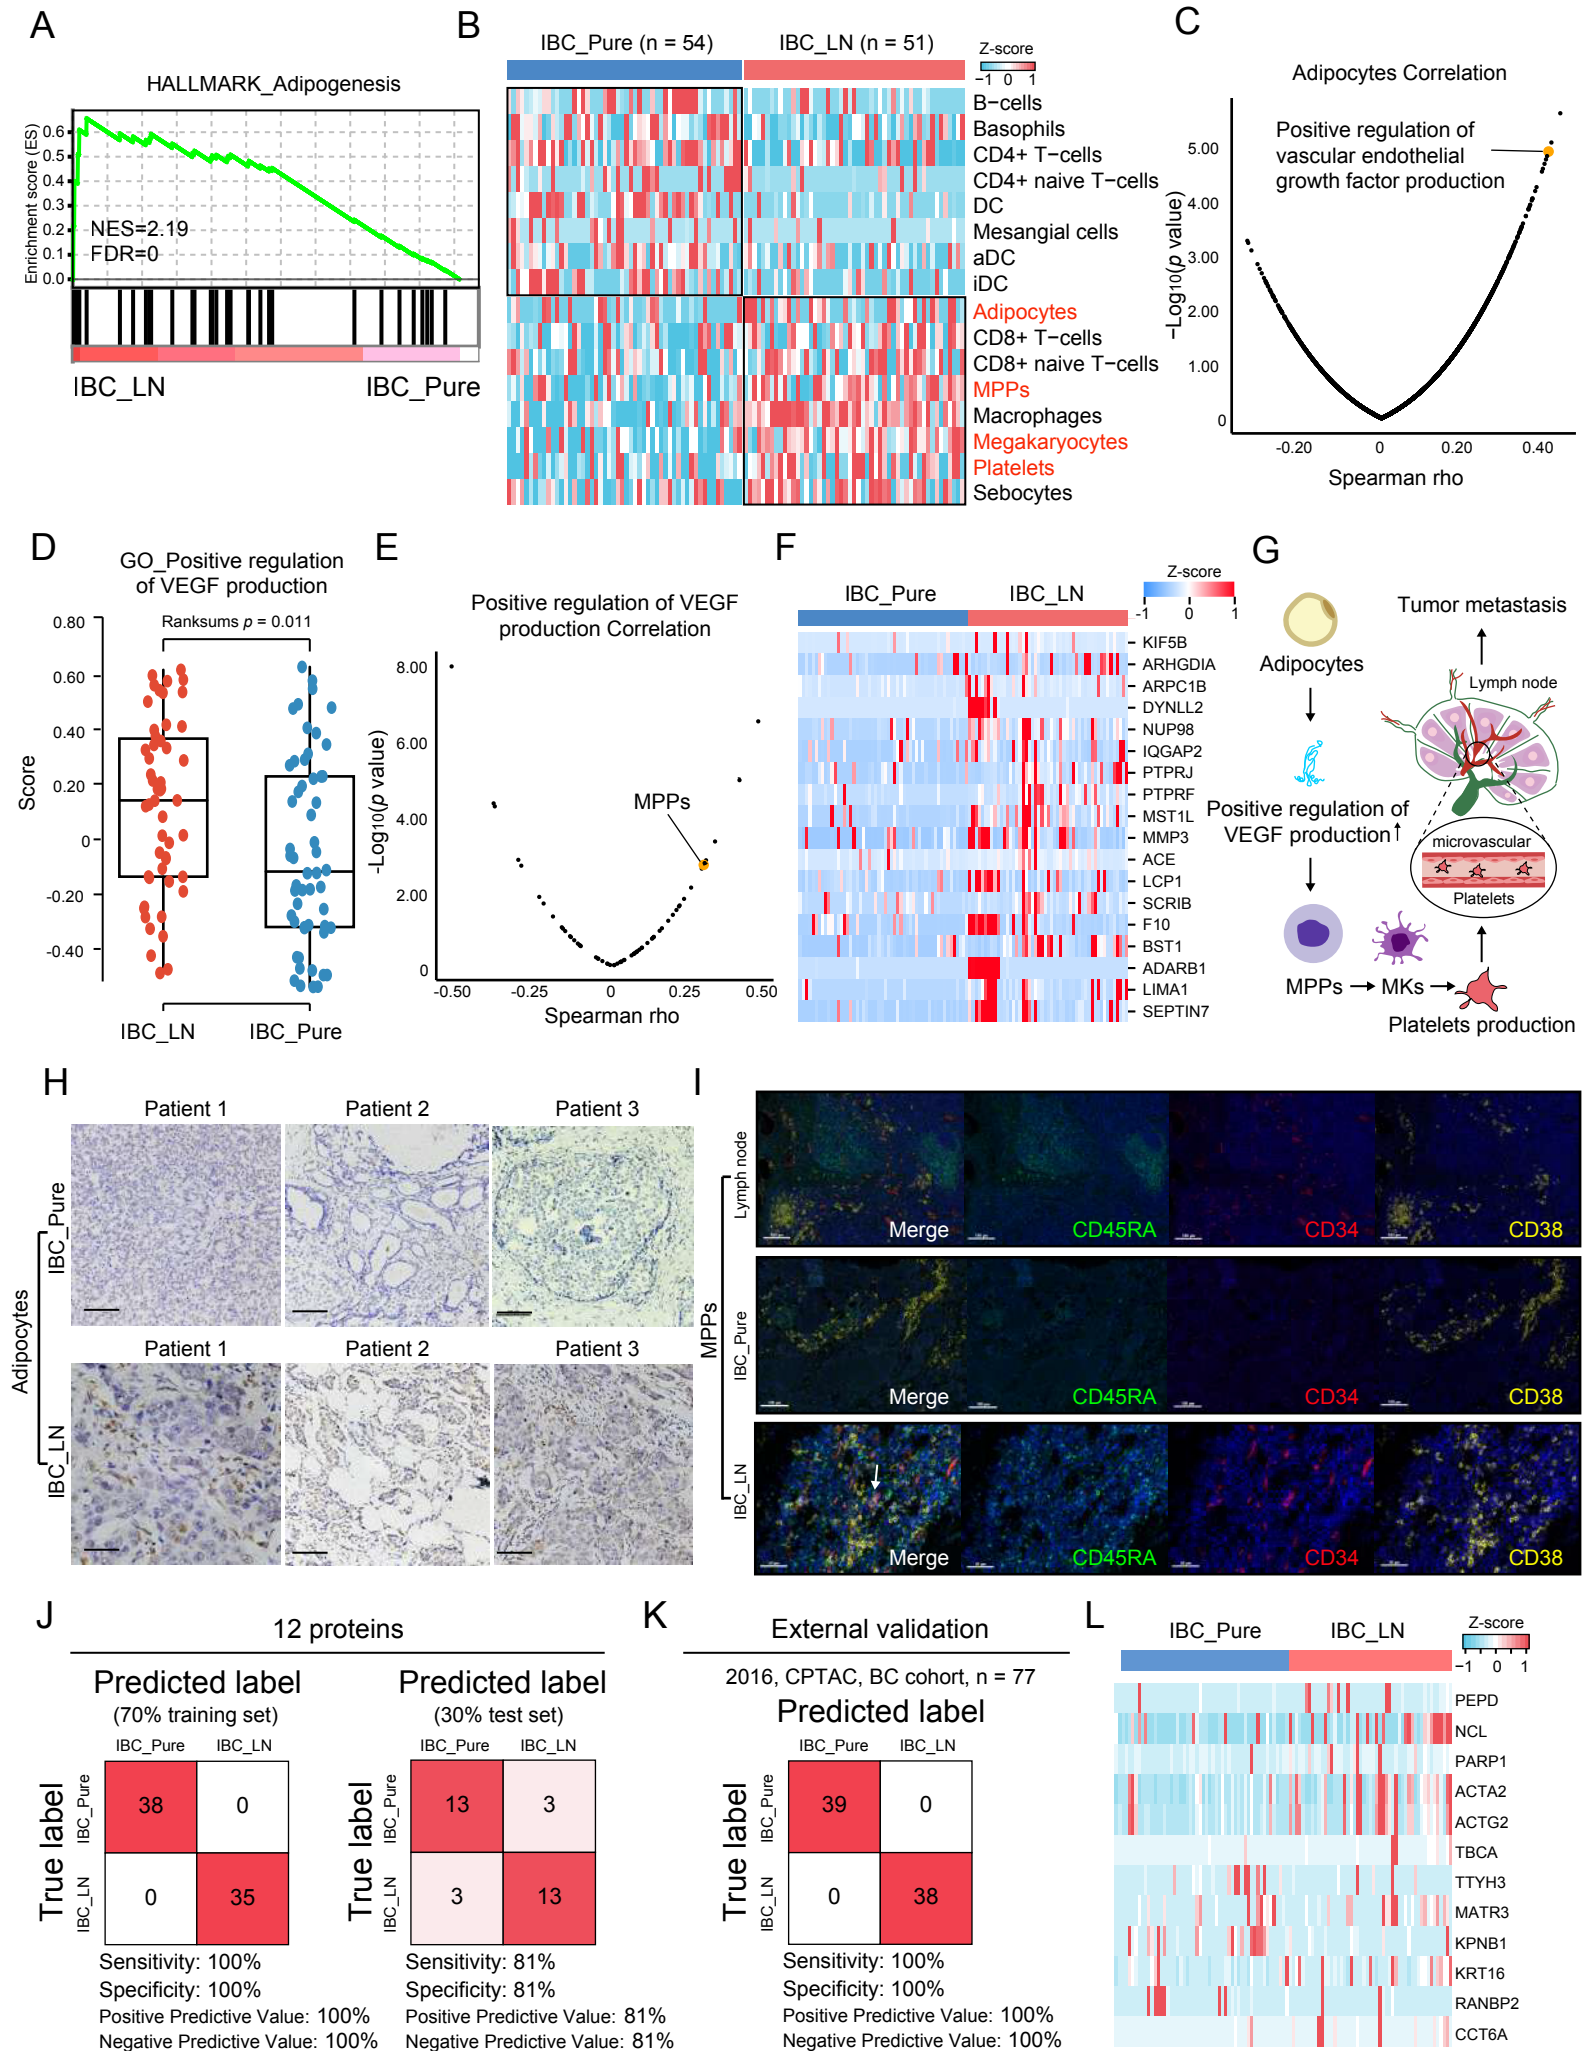 A
HALLMARK_Adipogenesis
Enrichment score (ES)
0.6
0.5
0.4
0.3
0.2
0.1
0.0
NES=2.19
FDR=0
IBC_LN
IBC_Pure
B
IBC_Pure (n = 54)
IBC_LN (n = 51)
Z-score
−1 0 1
B−cells
Basophils
CD4+ T−cells
CD4+ naive T−cells
DC
Mesangial cells
aDC
iDC
Adipocytes
CD8+ T−cells
CD8+ naive T−cells
MPPs
Macrophages
Megakaryocytes
Platelets
Sebocytes
C
Adipocytes Correlation
Positive regulation of
vascular endothelial
growth factor production
−Log10(p value)
5.00
4.00
3.00
2.00
1.00
0
-0.20 0 0.20 0.40
Spearman rho
D
GO_Positive regulation
of VEGF production
Ranksums p = 0.011
Score
0.80
0.60
0.40
0.20
0
-0.20
-0.40
IBC_LN
IBC_Pure
E
Positive regulation of VEGF
production Correlation
MPPs
-Log10(p value)
8.00
6.00
4.00
2.00
0
-0.50 -0.25 0 0.25 0.50
Spearman rho
F
IBC_Pure
IBC_LN
Z-score
-1 0 1
KIF5B
ARHGDIA
ARPC1B
DYNLL2
NUP98
IQGAP2
PTPRJ
PTPRF
MST1L
MMP3
ACE
LCP1
SCRIB
F10
BST1
ADARB1
LIMA1
SEPTIN7
G
Adipocytes
Positive regulation of
VEGF production
MPPs
MKs
Platelets production
Tumor metastasis
Lymph node
microvascular
Platelets
H
Patient 1
Patient 2
Patient 3
Adipocytes
IBC_Pure
Patient 1
Patient 2
Patient 3
IBC_LN
I
MPPs
Lymph node
Merge
CD45RA
CD34
CD38
IBC_Pure
Merge
CD45RA
CD34
CD38
IBC_LN
Merge
CD45RA
CD34
CD38
J
12 proteins
Predicted label
(70% training set)
IBC_Pure IBC_LN
True label
IBC_Pure
IBC_LN
38 0
0 35
Sensitivity: 100%
Specificity: 100%
Positive Predictive Value: 100%
Negative Predictive Value: 100%
Predicted label
(30% test set)
IBC_Pure IBC_LN
True label
IBC_Pure
IBC_LN
13 3
3 13
Sensitivity: 81%
Specificity: 81%
Positive Predictive Value: 81%
Negative Predictive Value: 81%
K
External validation
2016, CPTAC, BC cohort, n = 77
Predicted label
IBC_Pure IBC_LN
True label
IBC_Pure
IBC_LN
39 0
0 38
Sensitivity: 100%
Specificity: 100%
Positive Predictive Value: 100%
Negative Predictive Value: 100%
L
IBC_Pure
IBC_LN
Z-score
−1 0 1
PEPD
NCL
PARP1
ACTA2
ACTG2
TBCA
TTYH3
MATR3
KPNB1
KRT16
RANBP2
CCT6A